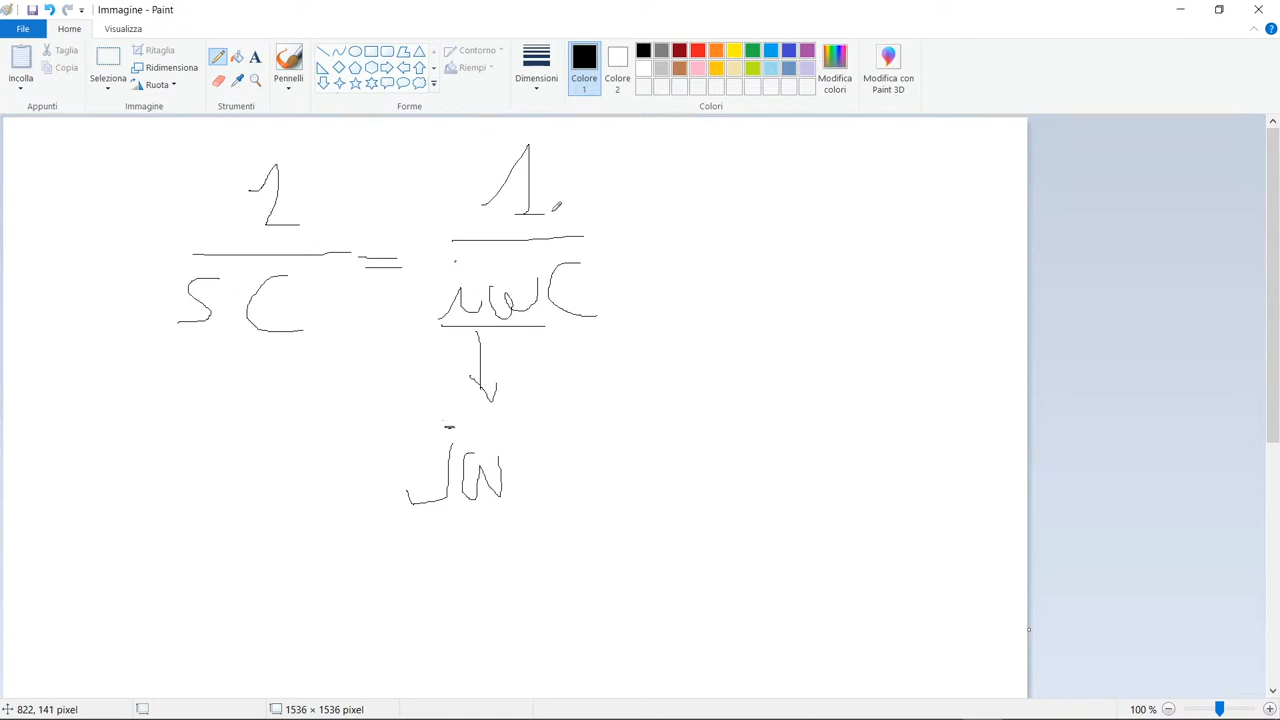 Immagine - Paint
File Home Visualizza
Incolla
Taglia
Copia
Appunti
Seleziona
Ritaglia
Ridimensiona
Ruota
Immagine
A
Strumenti
Pennelli
Contorno
Riempi
Forme
Dimensioni
Colore 1
Colore 2
Modifica colori
Modifica con Paint 3D
Colori
1 1
= 
SC iωC
jω
822, 141 pixel 1536 × 1536 pixel 100 %